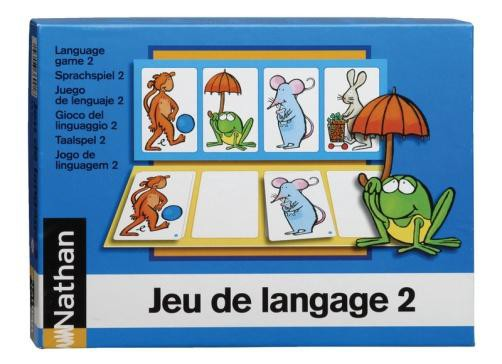 Language
game 2
Sprachspiel 2
Juego
de lenguaje 2
Gioco del
linguaggio 2
Taalspel 2
Jogo de
linguagem 2
Nathan
Jeu de langage 2